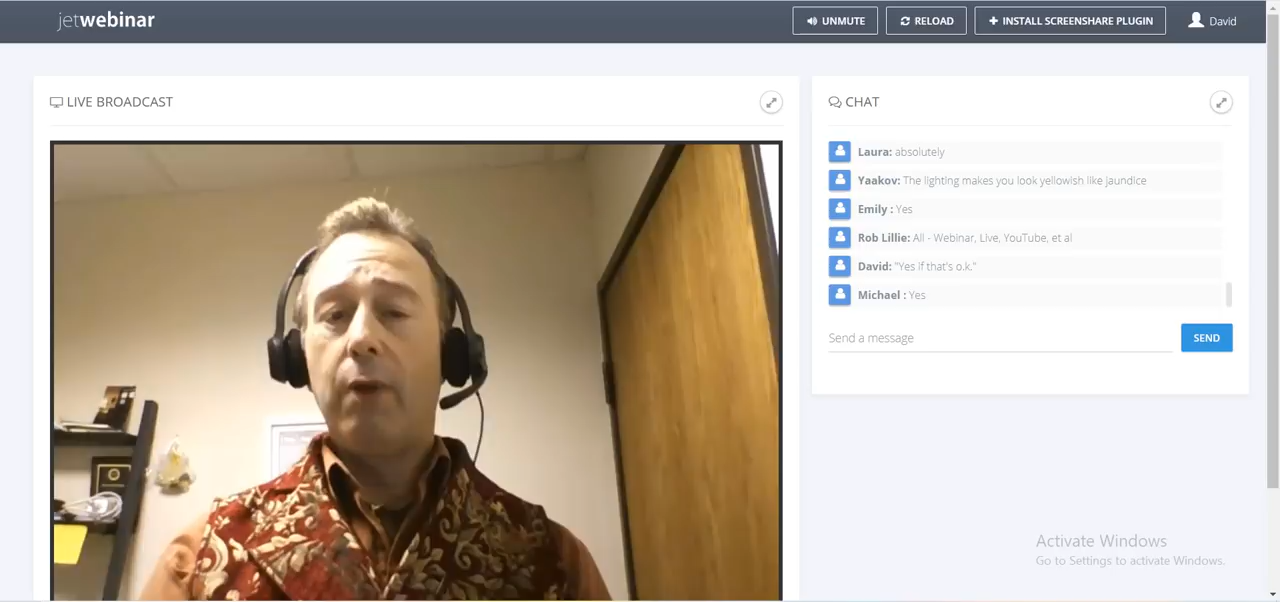 jetwebinar
UNMUTE
RELOAD
INSTALL SCREENSHARE PLUGIN
David
LIVE BROADCAST
CHAT
Laura: absolutely
Yaakov: The lighting makes you look yellowish like jaundice
Emily : Yes
Rob Lillie: All - Webinar, Live, YouTube, et al
David: "Yes if that's o.k."
Michael : Yes
Send a message
SEND
Activate Windows
Go to Settings to activate Windows.